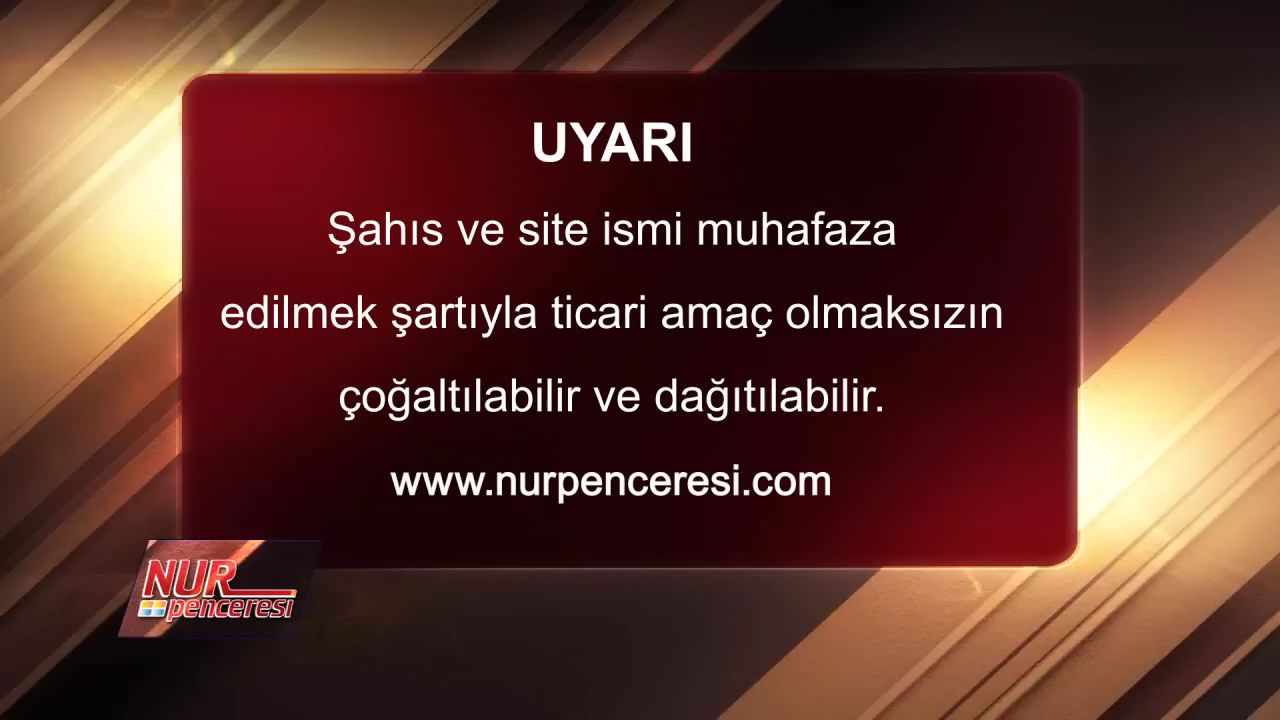 UYARI
Şahıs ve site ismi muhafaza
edilmek şartıyla ticari amaç olmaksızın
çoğaltılabilir ve dağıtılabilir.
www.nurpenceresi.com
NUR
penceresi